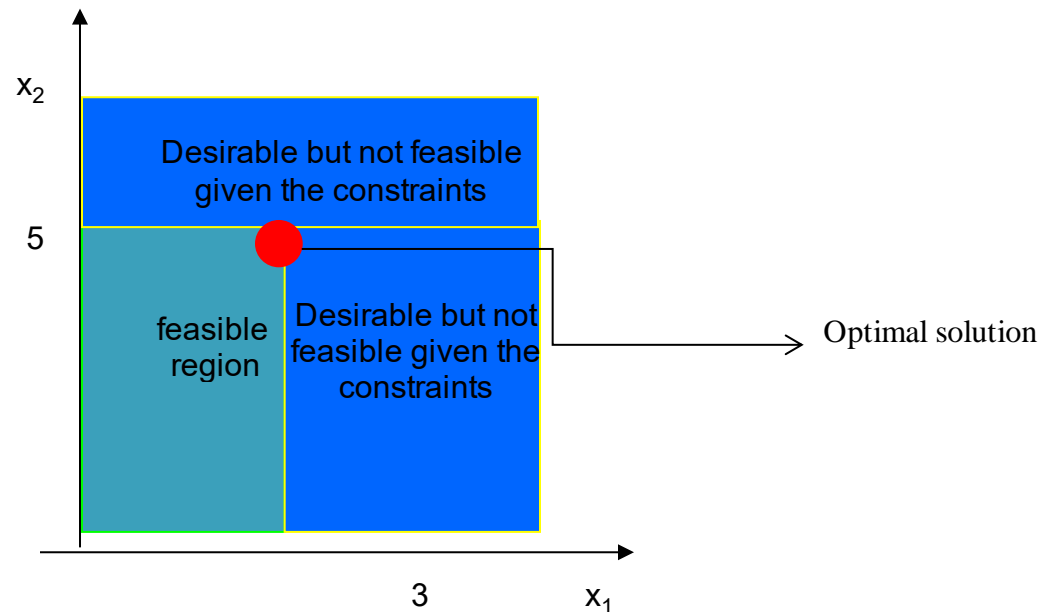 x₂
Desirable but not feasible
given the constraints
5
feasible
region
Desirable but not
feasible given the
constraints
Optimal solution
3
x₁